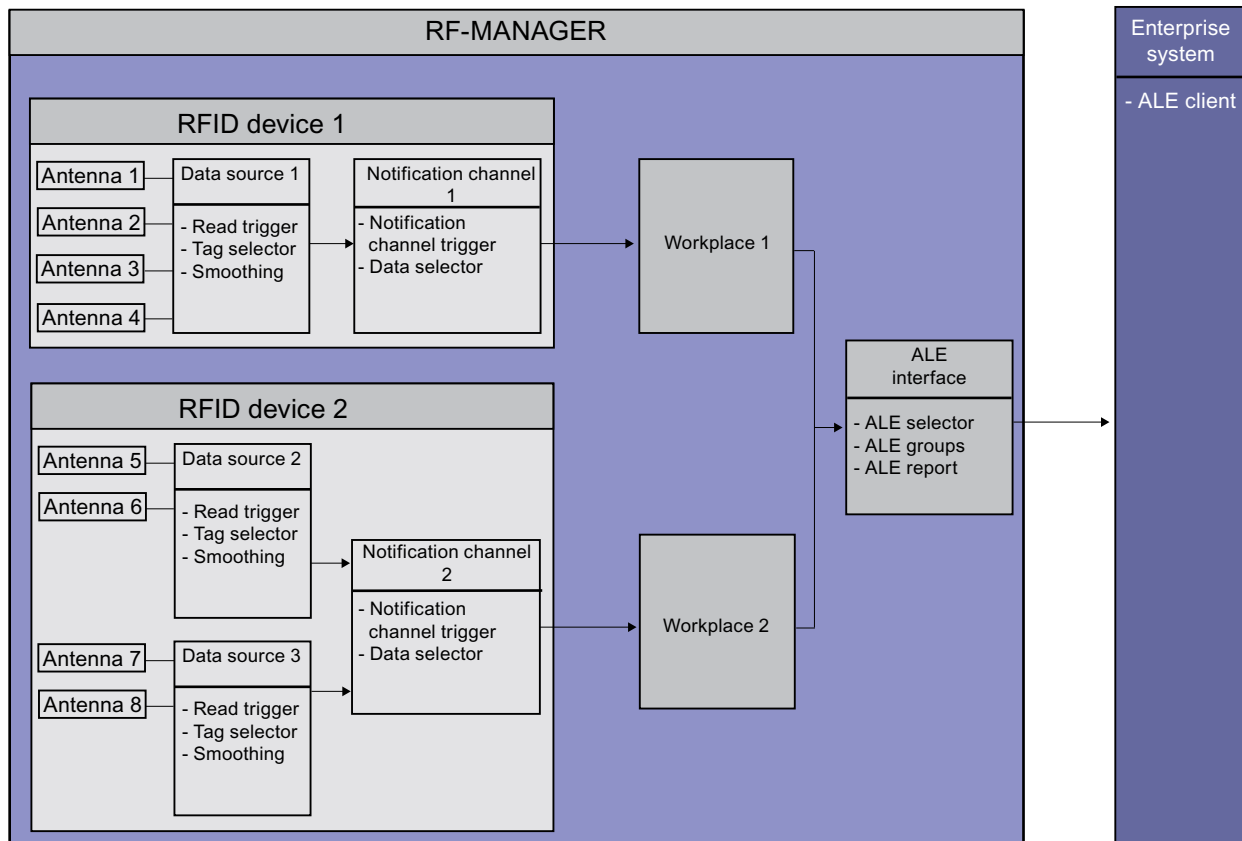 RF-MANAGER
Enterprise
system
- ALE client
RFID device 1
Antenna 1
Antenna 2
Antenna 3
Antenna 4
Data source 1
- Read trigger
- Tag selector
- Smoothing
Notification channel
1
- Notification
channel trigger
- Data selector
Workplace 1
RFID device 2
Antenna 5
Antenna 6
Data source 2
- Read trigger
- Tag selector
- Smoothing
Antenna 7
Antenna 8
Data source 3
- Read trigger
- Tag selector
- Smoothing
Notification channel
2
- Notification
channel trigger
- Data selector
Workplace 2
ALE
interface
- ALE selector
- ALE groups
- ALE report